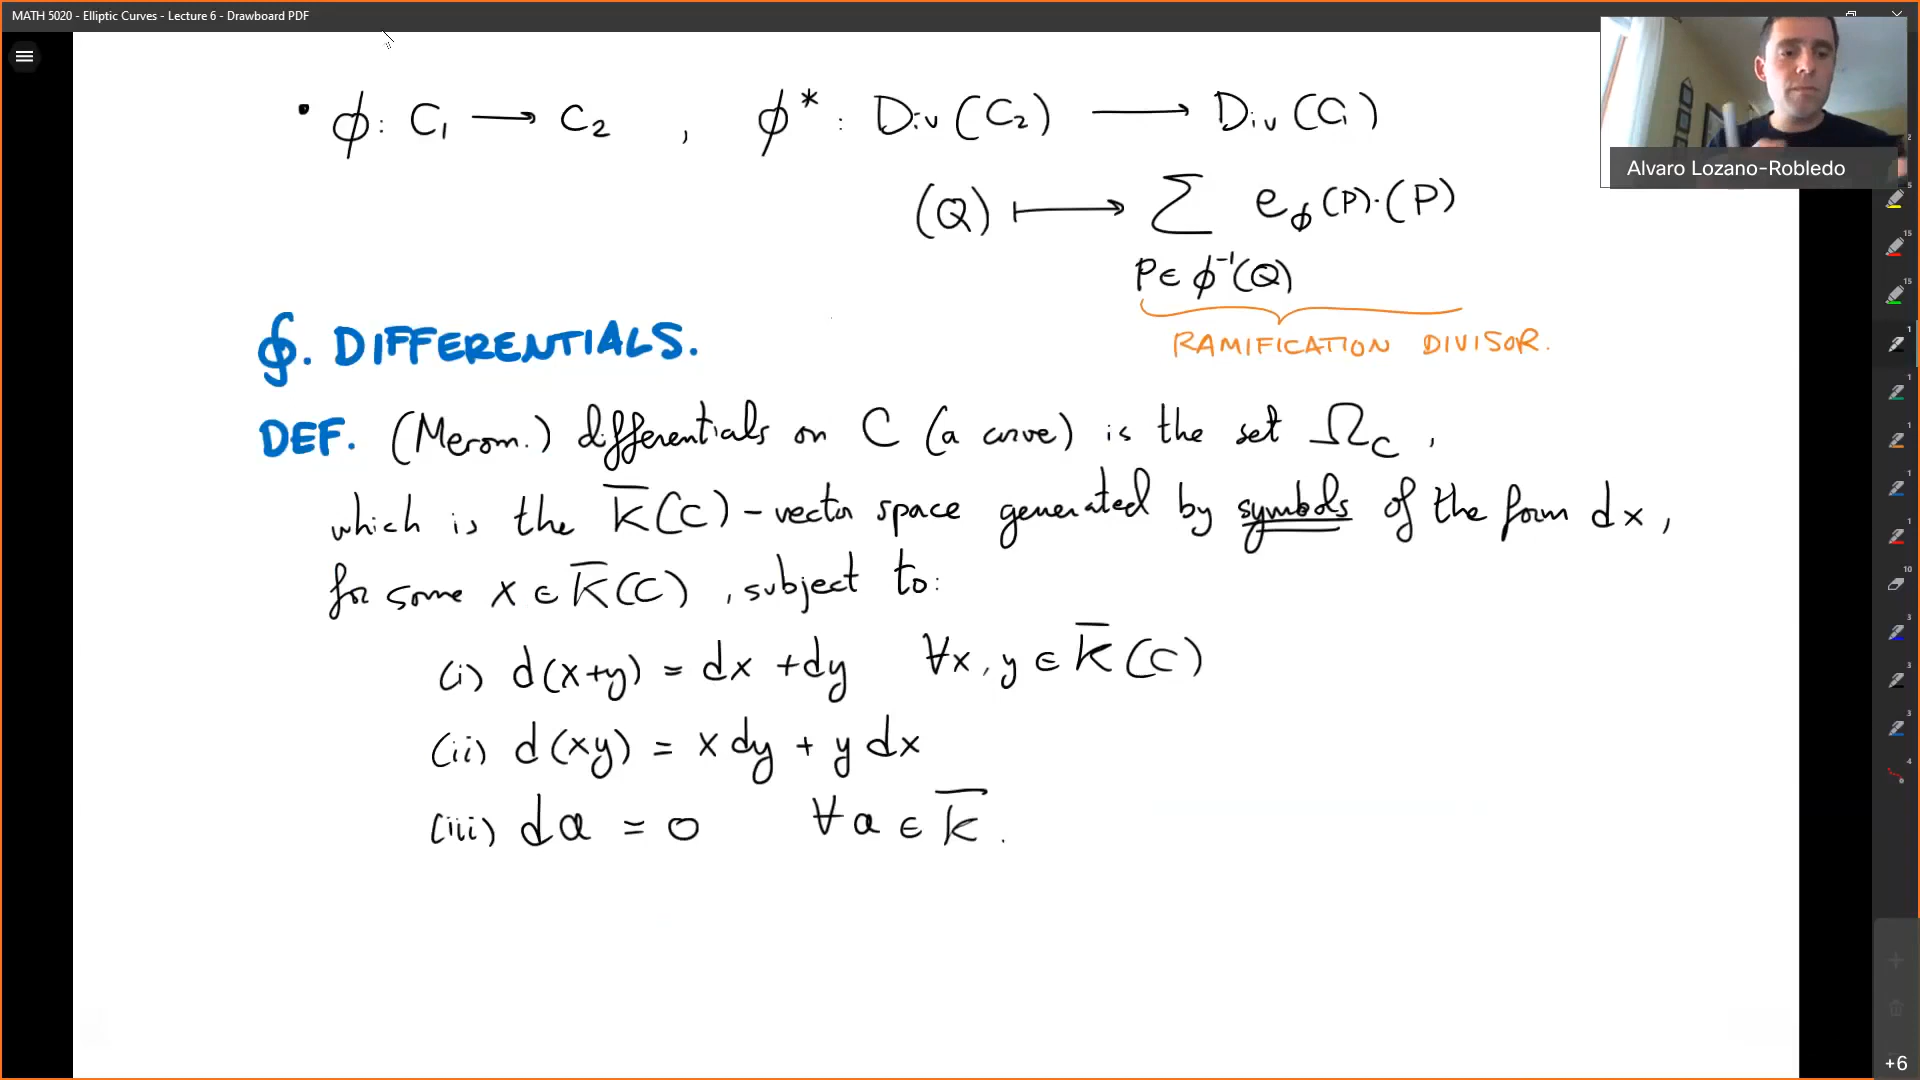 MATH 5020 - Elliptic Curves - Lecture 6 - Drawboard PDF
Alvaro Lozano-Robledo
• ϕ: C₁ → C₂ , ϕ* : Div(C₂) → Div(C₁)
(Q) ↦ Σ e_ϕ(P)·(P)
P ∈ ϕ⁻¹(Q)
RAMIFICATION DIVISOR.
§. DIFFERENTIALS.
DEF. (Merom.) differentials on C (a curve) is the set Ω_C ,
which is the K̅(C)-vector space generated by symbols of the form dx,
for some x ∈ K̅(C) , subject to:
(i) d(x+y) = dx + dy ∀x, y ∈ K̅(C)
(ii) d(xy) = x dy + y dx
(iii) da = 0 ∀a ∈ K̅ .
+6